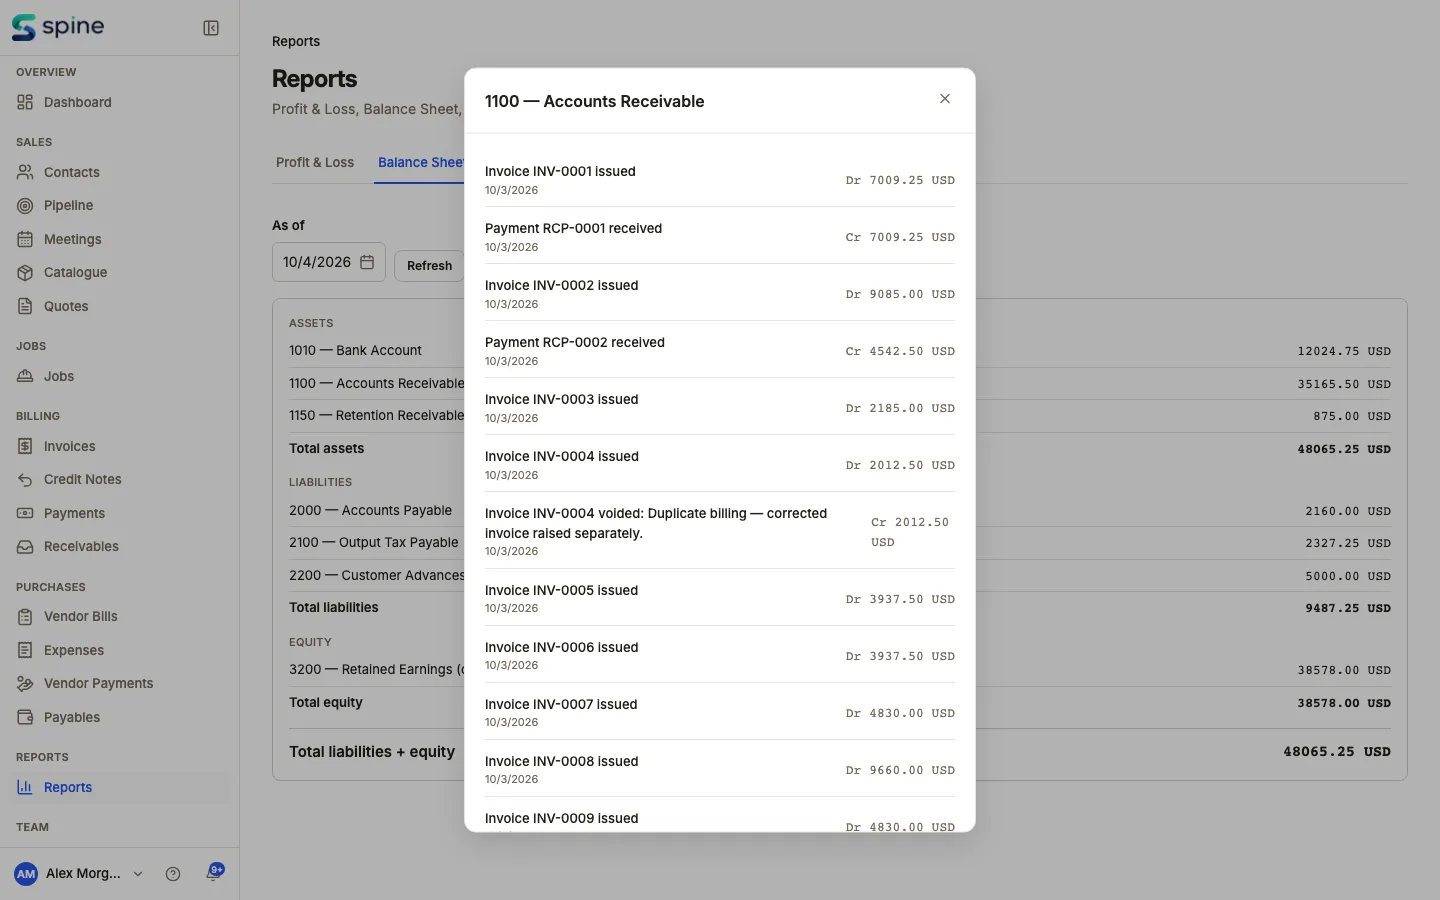 spine
OVERVIEW
Dashboard
SALES
Contacts
Pipeline
Meetings
Catalogue
Quotes
JOBS
Jobs
BILLING
Invoices
Credit Notes
Payments
Receivables
PURCHASES
Vendor Bills
Expenses
Vendor Payments
Payables
REPORTS
Reports
TEAM
AM Alex Morg... 9+
Reports
Reports
Profit & Loss, Balance Sheet,
Profit & Loss Balance Sheet
As of
10/4/2026 Refresh
ASSETS
1010 — Bank Account 12024.75 USD
1100 — Accounts Receivable 35165.50 USD
1150 — Retention Receivable 875.00 USD
Total assets 48065.25 USD
LIABILITIES
2000 — Accounts Payable 2160.00 USD
2100 — Output Tax Payable 2327.25 USD
2200 — Customer Advances 5000.00 USD
Total liabilities 9487.25 USD
EQUITY
3200 — Retained Earnings 38578.00 USD
Total equity 38578.00 USD
Total liabilities + equity 48065.25 USD
1100 — Accounts Receivable
Invoice INV-0001 issued
10/3/2026
Dr 7009.25 USD
Payment RCP-0001 received
10/3/2026
Cr 7009.25 USD
Invoice INV-0002 issued
10/3/2026
Dr 9085.00 USD
Payment RCP-0002 received
10/3/2026
Cr 4542.50 USD
Invoice INV-0003 issued
10/3/2026
Dr 2185.00 USD
Invoice INV-0004 issued
10/3/2026
Dr 2012.50 USD
Invoice INV-0004 voided: Duplicate billing — corrected
invoice raised separately.
10/3/2026
Cr 2012.50
USD
Invoice INV-0005 issued
10/3/2026
Dr 3937.50 USD
Invoice INV-0006 issued
10/3/2026
Dr 3937.50 USD
Invoice INV-0007 issued
10/3/2026
Dr 4830.00 USD
Invoice INV-0008 issued
10/3/2026
Dr 9660.00 USD
Invoice INV-0009 issued
Dr 4830.00 USD